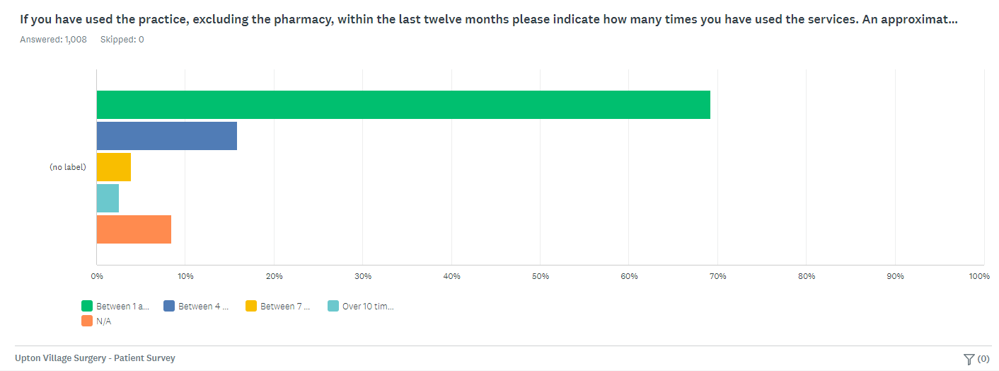 If you have used the practice, excluding the pharmacy, within the last twelve months please indicate how many times you have used the services. An approximat...
Answered: 1,008 Skipped: 0
(no label)
0% 10% 20% 30% 40% 50% 60% 70% 80% 90% 100%
Between 1 a... Between 4 ... Between 7 ... Over 10 tim...
N/A
Upton Village Surgery - Patient Survey (0)